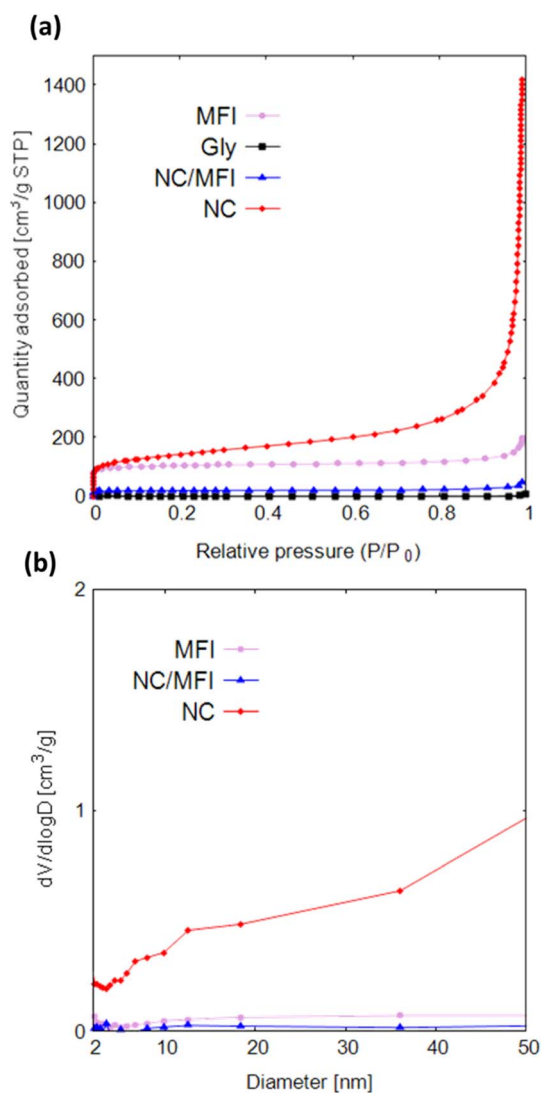 (a)
1400
1200
1000
800
600
400
200
0
MFI
Gly
NC/MFI
NC
Quantity adsorbed [cm³/g STP]
0 0.2 0.4 0.6 0.8 1
Relative pressure (P/P₀)
(b)
2
1
0
MFI
NC/MFI
NC
dV/dlogD [cm³/g]
2 10 20 30 40 50
Diameter [nm]